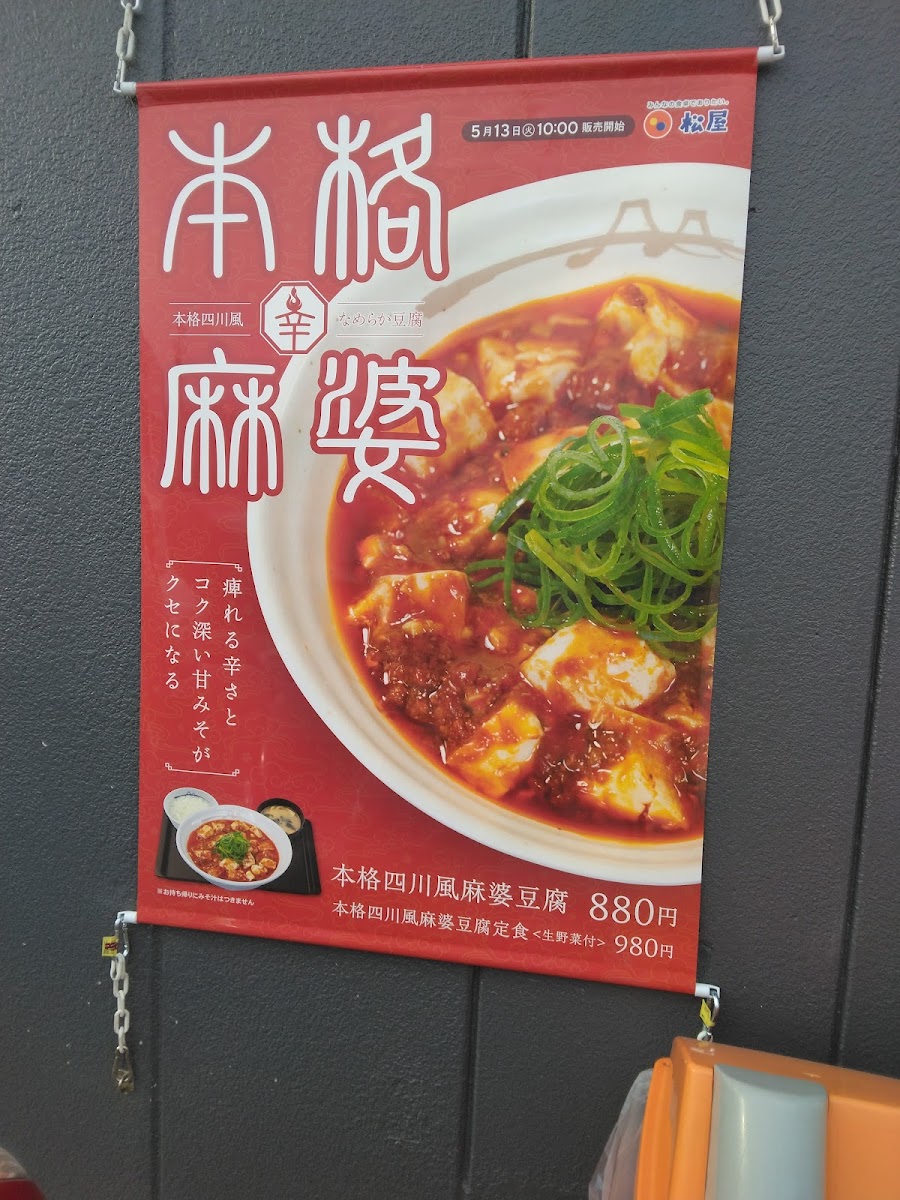 みんなの食卓でありたい。
松屋
5月13日(火)10:00 販売開始
本格
本格四川風
辛
なめらか豆腐
麻婆
痺れる辛さと
コク深い甘みそが
クセになる
※お持ち帰りにみそ汁はつきません
本格四川風麻婆豆腐 880円
本格四川風麻婆豆腐定食<生野菜付> 980円